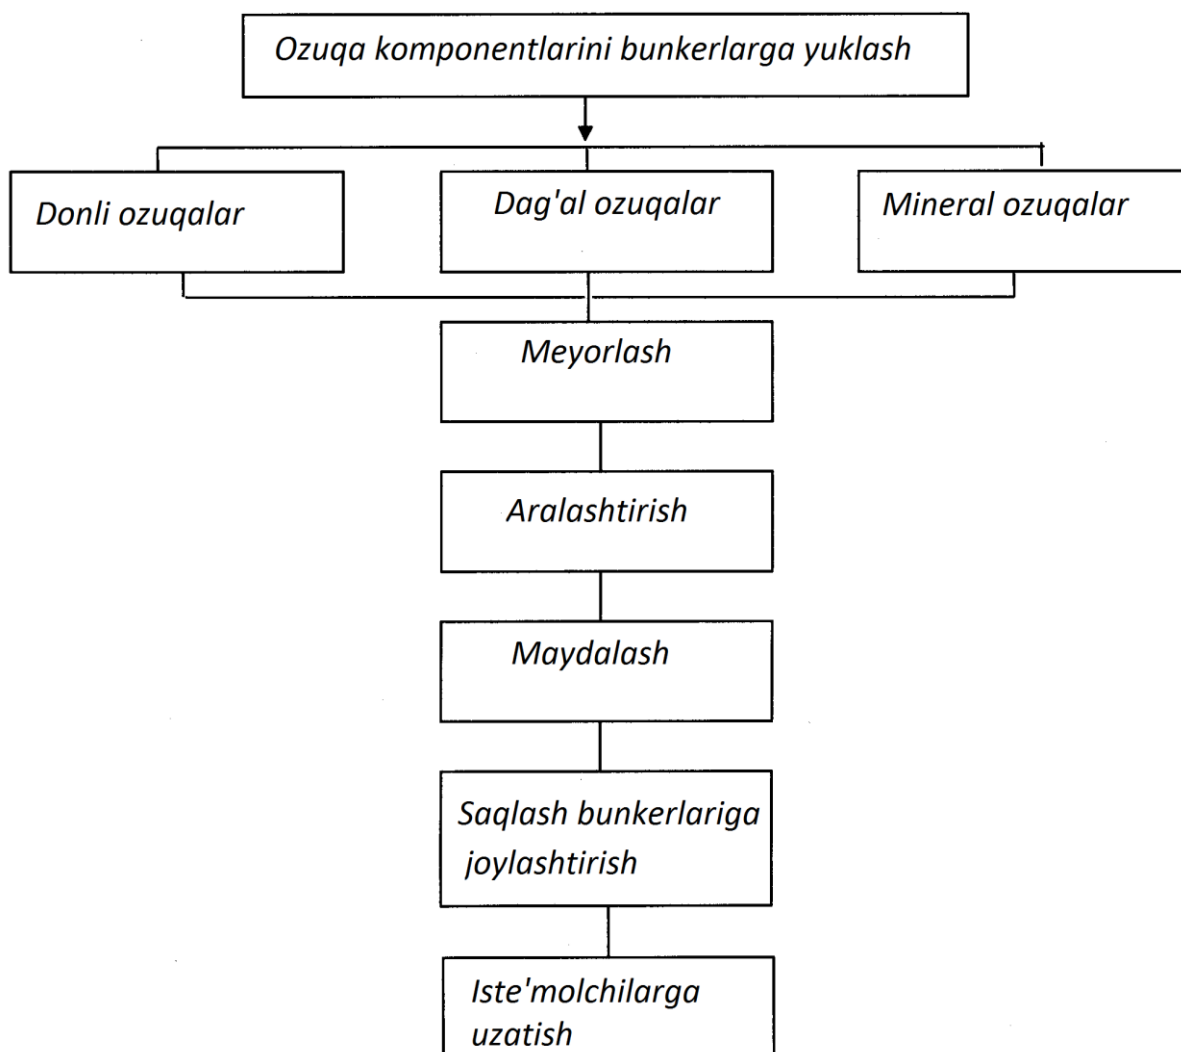 Ozuqa komponentlarini bunkerlarga yuklash
Donli ozuqalar
Dag'al ozuqalar
Mineral ozuqalar
Meyorlash
Aralashtirish
Maydalash
Saqlash bunkerlariga
joylashtirish
Iste'molchilarga
uzatish